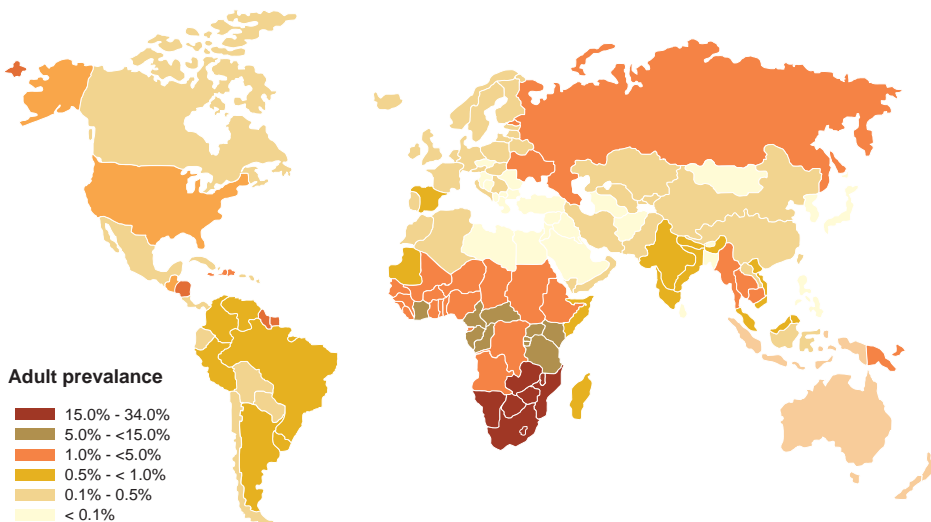 Adult prevalance
15.0% - 34.0%
5.0% - <15.0%
1.0% - <5.0%
0.5% - < 1.0%
0.1% - 0.5%
< 0.1%